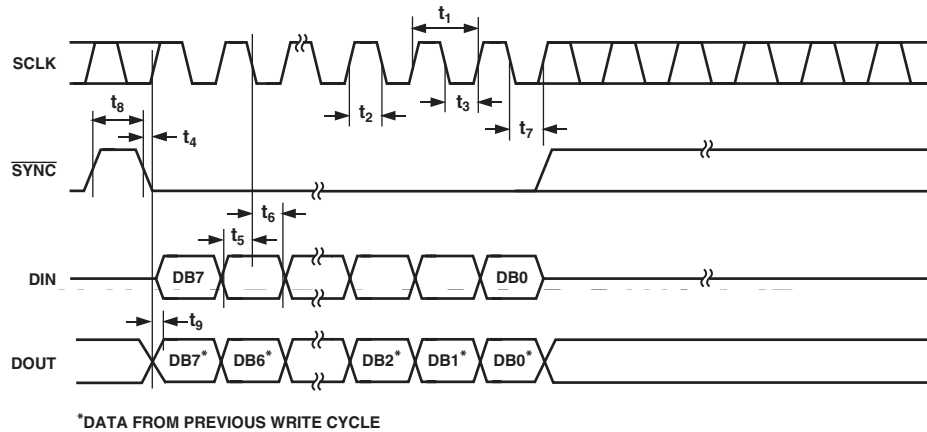 t1
SCLK
t8
t2
t3
t4
t7
SYNC
t6
t5
DIN
DB7
DB0
t9
DOUT
DB7* DB6* DB2* DB1* DB0*
*DATA FROM PREVIOUS WRITE CYCLE